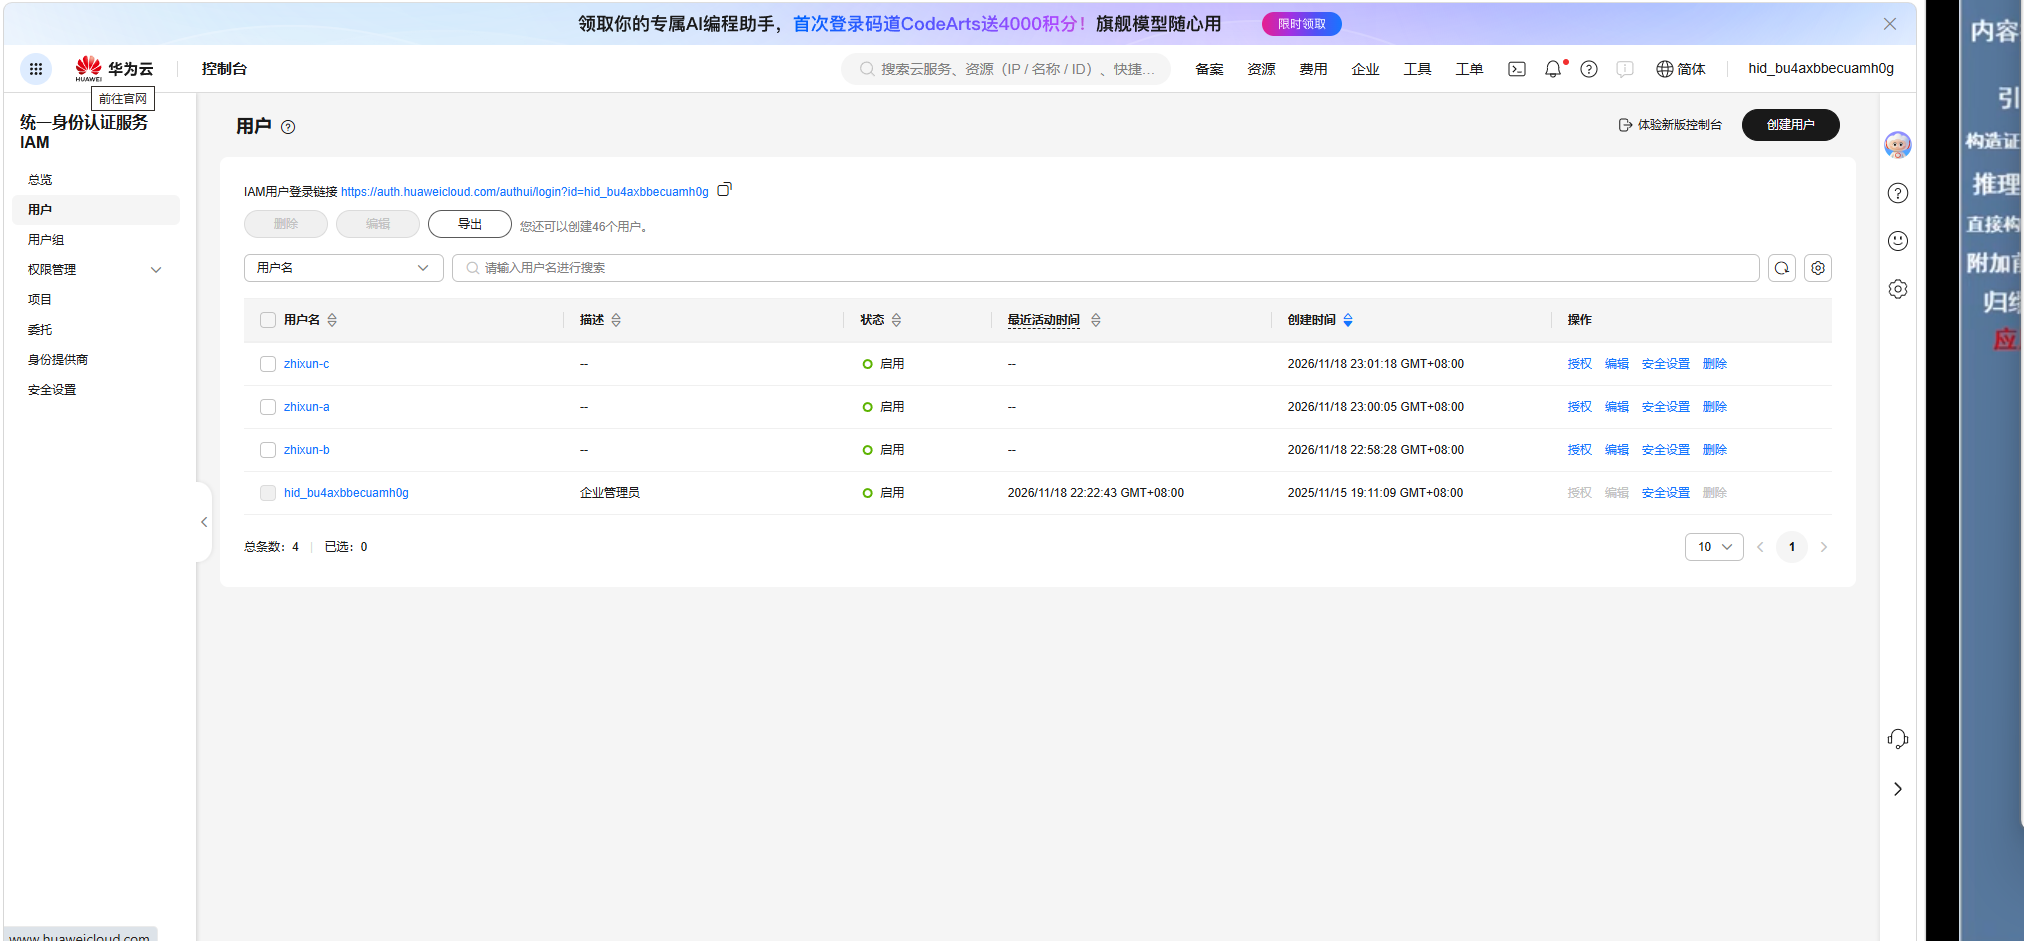 领取你的专属AI编程助手，首次登录码道CodeArts送4000积分！旗舰模型随心用 限时领取
HUAWEI 华为云 控制台 搜索云服务、资源（IP / 名称 / ID）、快捷... 备案 资源 费用 企业 工具 工单 简体 hid_bu4axbbecuamh0g
前往官网
统一身份认证服务
IAM
总览
用户
用户组
权限管理
项目
委托
身份提供商
安全设置
用户 体验新版控制台 创建用户
IAM用户登录链接 https://auth.huaweicloud.com/authui/login?id=hid_bu4axbbecuamh0g
删除 编辑 导出 您还可以创建46个用户。
用户名 请输入用户名进行搜索
用户名 描述 状态 最近活动时间 创建时间 操作
zhixun-c -- 启用 -- 2026/11/18 23:01:18 GMT+08:00 授权 编辑 安全设置 删除
zhixun-a -- 启用 -- 2026/11/18 23:00:05 GMT+08:00 授权 编辑 安全设置 删除
zhixun-b -- 启用 -- 2026/11/18 22:58:28 GMT+08:00 授权 编辑 安全设置 删除
hid_bu4axbbecuamh0g 企业管理员 启用 2026/11/18 22:22:43 GMT+08:00 2025/11/15 19:11:09 GMT+08:00 授权 编辑 安全设置 删除
总条数：4 已选：0 10 1
www.huaweicloud.com
内容
引
构造证
推理
直接构
附加前
归
应